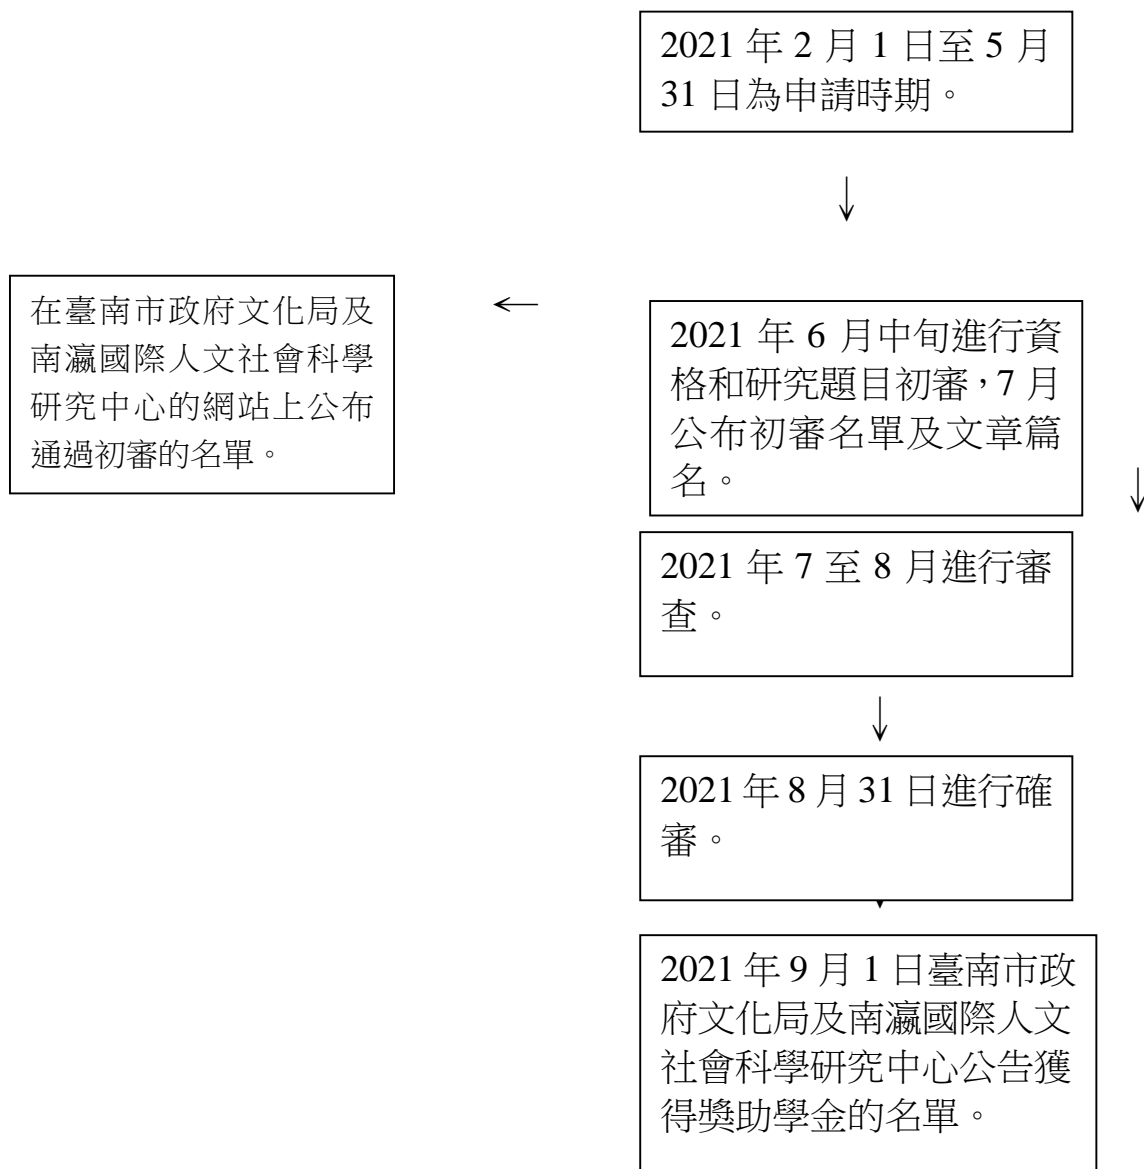 2021 年 2 月 1 日至 5 月
31 日為申請時期。
↓
←
在臺南市政府文化局及
南瀛國際人文社會科學
研究中心的網站上公布
通過初審的名單。
2021 年 6 月中旬進行資
格和研究題目初審，7 月
公布初審名單及文章篇
名。
↓
2021 年 7 至 8 月進行審
查。
↓
2021 年 8 月 31 日進行確
審。
2021 年 9 月 1 日臺南市政
府文化局及南瀛國際人文
社會科學研究中心公告獲
得獎助學金的名單。